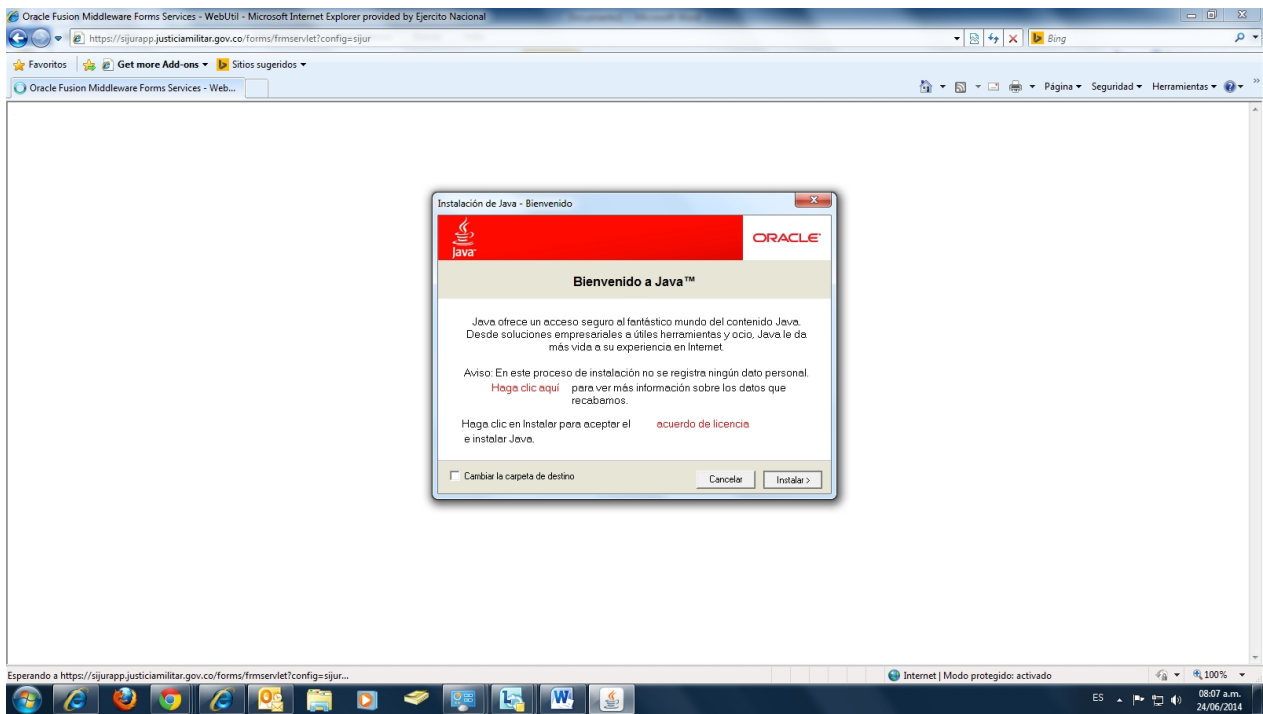 Oracle Fusion Middleware Forms Services - WebUtil - Microsoft Internet Explorer provided by Ejercito Nacional
https://sijurapp.justiciamilitar.gov.co/forms/frmservlet?config=sijur
Bing
Favoritos
Get more Add-ons
Sitios sugeridos
Oracle Fusion Middleware Forms Services - Web...
Página
Seguridad
Herramientas
Instalación de Java - Bienvenido
Java
ORACLE
Bienvenido a Java™
Java ofrece un acceso seguro al fantástico mundo del contenido Java.
Desde soluciones empresariales a útiles herramientas y ocio, Java le da
más vida a su experiencia en Internet.
Aviso: En este proceso de instalación no se registra ningún dato personal.
Haga clic aquí para ver más información sobre los datos que
recabamos.
Haga clic en Instalar para aceptar el acuerdo de licencia
e instalar Java.
Cambiar la carpeta de destino
Cancelar
Instalar >
Esperando a https://sijurapp.justiciamilitar.gov.co/forms/frmservlet?config=sijur...
Internet | Modo protegido: activado
100%
ES
08:07 a.m.
24/06/2014